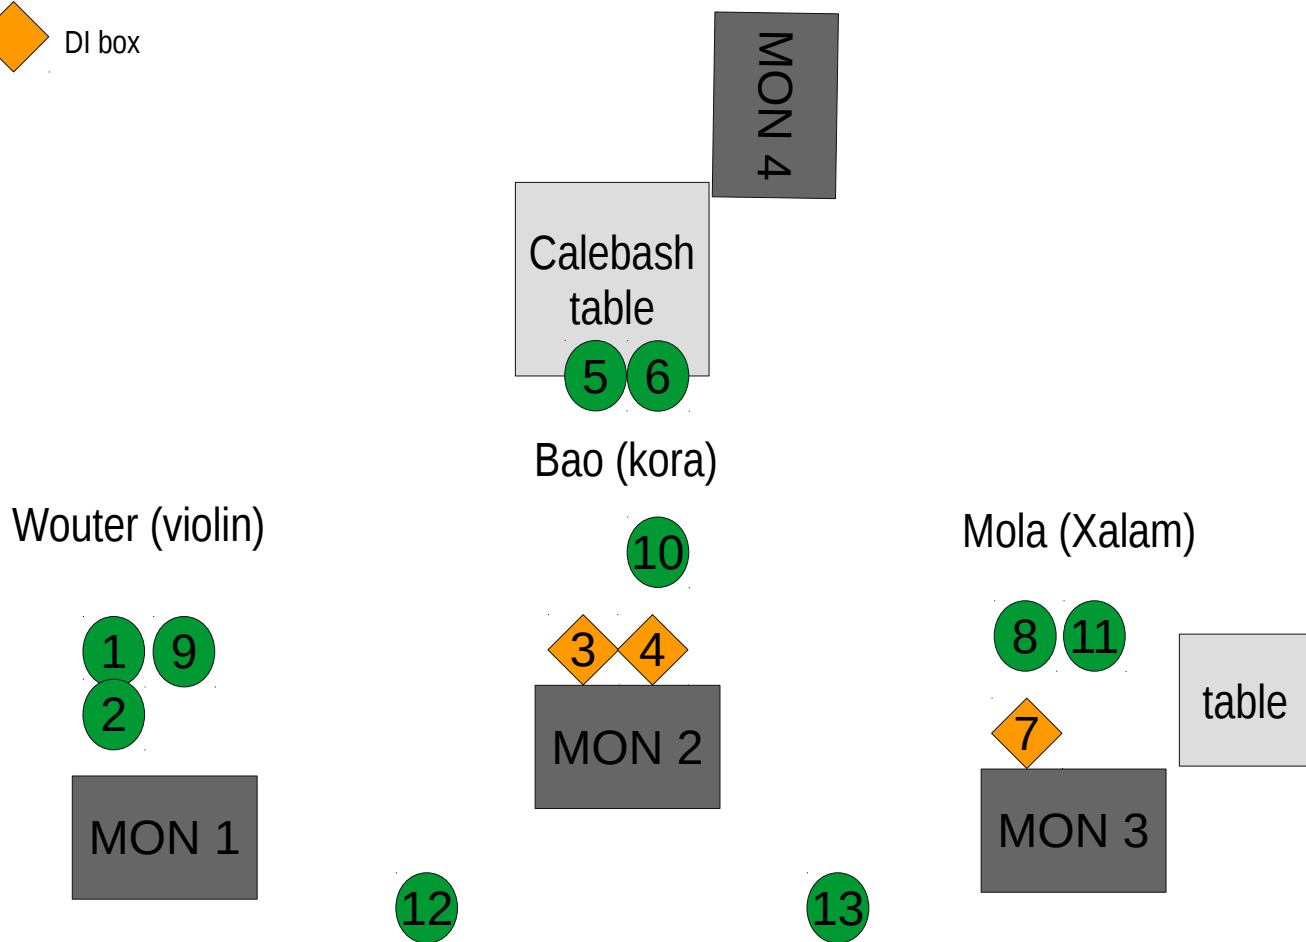 DI box
MON 4
Calebash
table
5 6
Bao (kora)
Wouter (violin)
Mola (Xalam)
10
1 9
8 11
3 4
2
table
7
MON 2
MON 1
MON 3
12
13